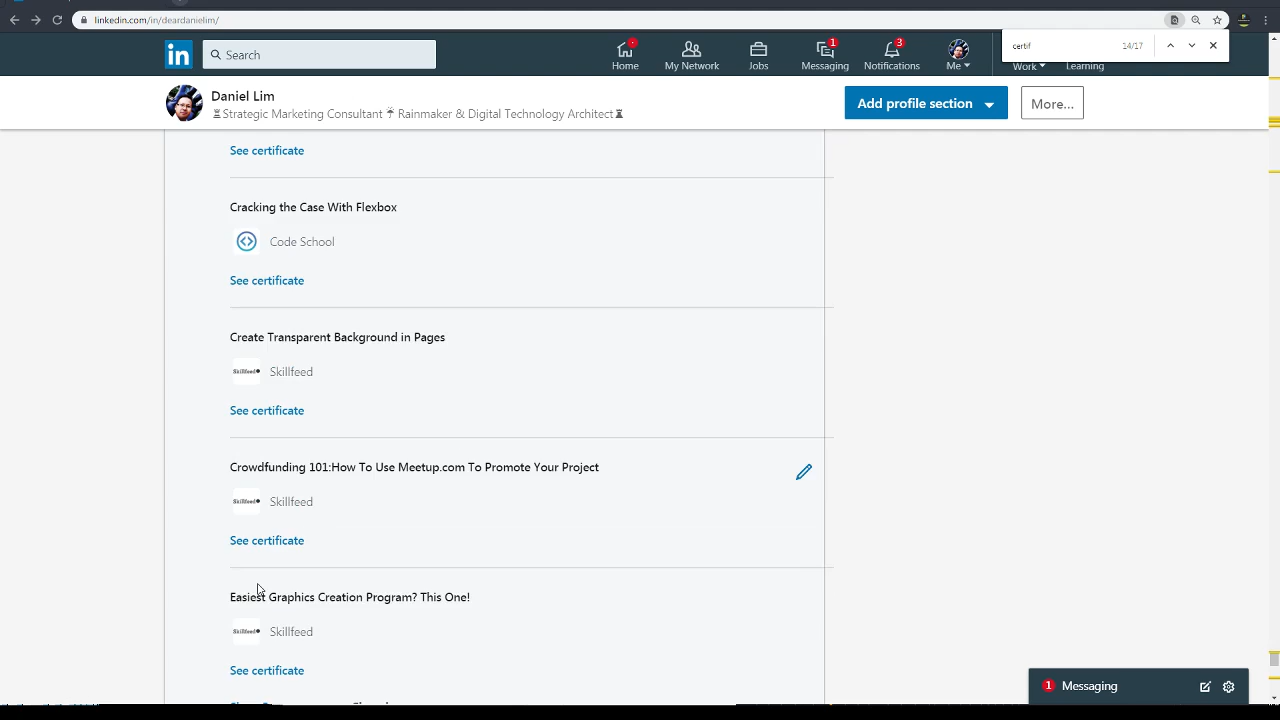 linkedin.com/in/deardanielim/
certif 14/17
in Search
Home My Network Jobs Messaging Notifications Me Work Learning
1 3
Daniel Lim
Strategic Marketing Consultant ☔ Rainmaker & Digital Technology Architect
Add profile section More...
See certificate
Cracking the Case With Flexbox
Code School
See certificate
Create Transparent Background in Pages
Skillfeed Skillfeed
See certificate
Crowdfunding 101:How To Use Meetup.com To Promote Your Project
Skillfeed Skillfeed
See certificate
Easiest Graphics Creation Program? This One!
Skillfeed Skillfeed
See certificate
1 Messaging